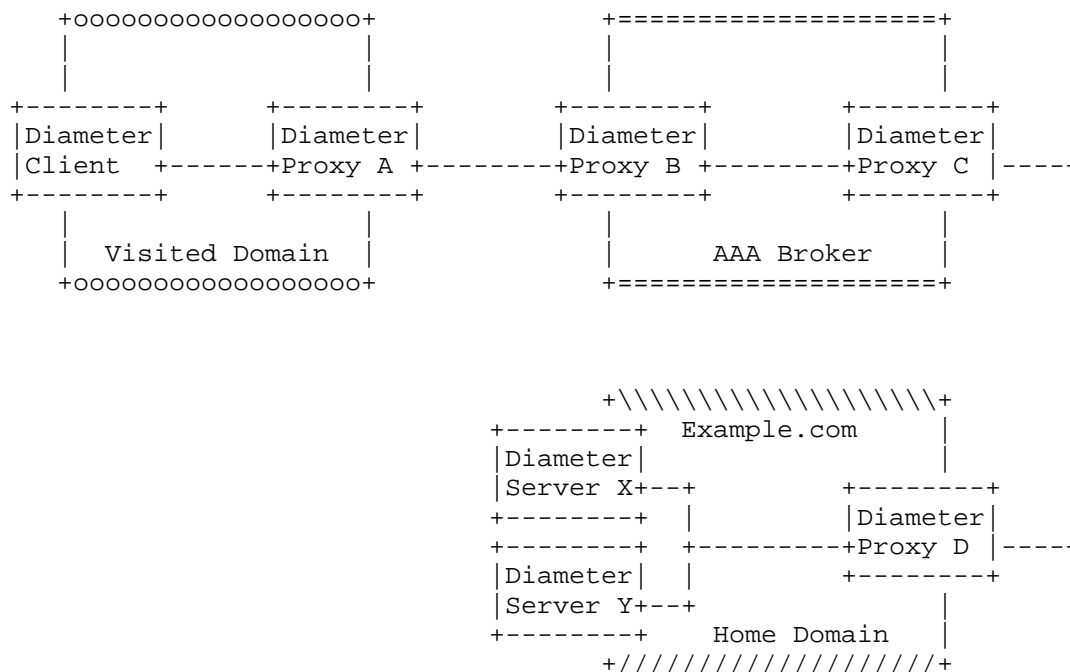 Diameter Diameter Diameter Diameter
Client Proxy A Proxy B Proxy C
Visited Domain AAA Broker
Example.com
Diameter
Server X
Diameter
Proxy D
Diameter
Server Y
Home Domain